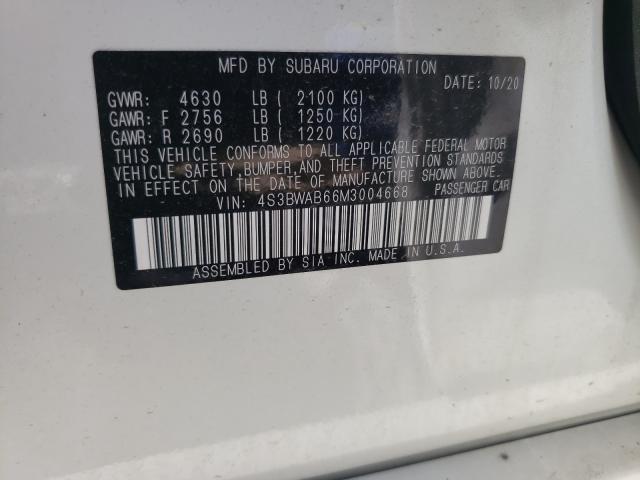 MFD BY SUBARU CORPORATION
DATE: 10/20
GVWR: 4630 LB ( 2100 KG)
GAWR: F 2756 LB ( 1250 KG)
GAWR: R 2690 LB ( 1220 KG)
THIS VEHICLE CONFORMS TO ALL APPLICABLE FEDERAL MOTOR
VEHICLE SAFETY, BUMPER, AND THEFT PREVENTION STANDARDS
IN EFFECT ON THE DATE OF MANUFACTURE SHOWN ABOVE.
VIN: 4S3BWAB66M3004668 PASSENGER CAR
ASSEMBLED BY SIA INC. MADE IN U.S.A.